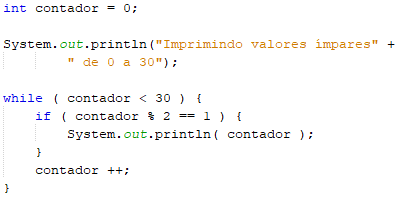 int contador = 0;
System.out.println("Imprimindo valores ímpares" +
" de 0 a 30");
while ( contador < 30 ) {
if ( contador % 2 == 1 ) {
System.out.println( contador );
}
contador ++;
}